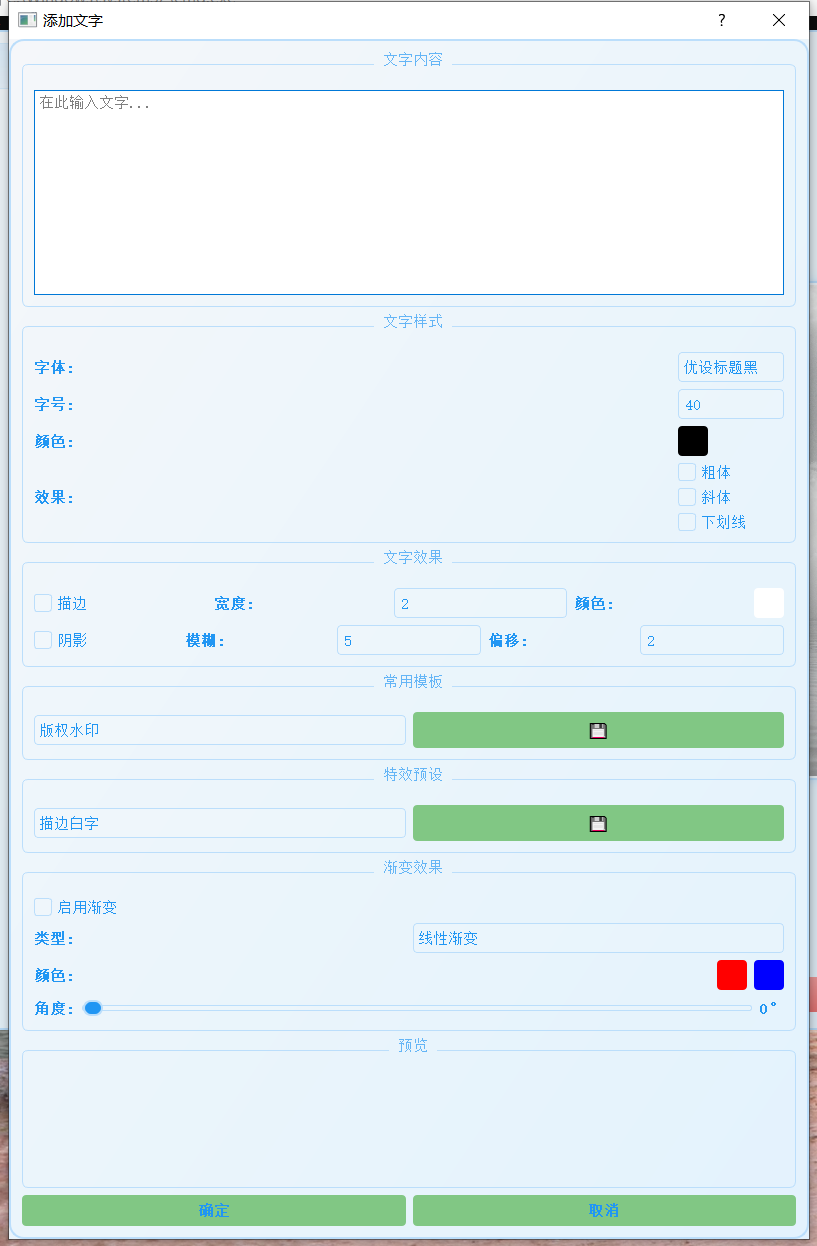 添加文字 ?
文字内容
在此输入文字...
文字样式
字体: 优设标题黑
字号: 40
颜色:
粗体
效果: 斜体
下划线
文字效果
描边 宽度: 2 颜色:
阴影 模糊: 5 偏移: 2
常用模板
版权水印
特效预设
描边白字
渐变效果
启用渐变
类型: 线性渐变
颜色:
角度: 0°
预览
确定 取消